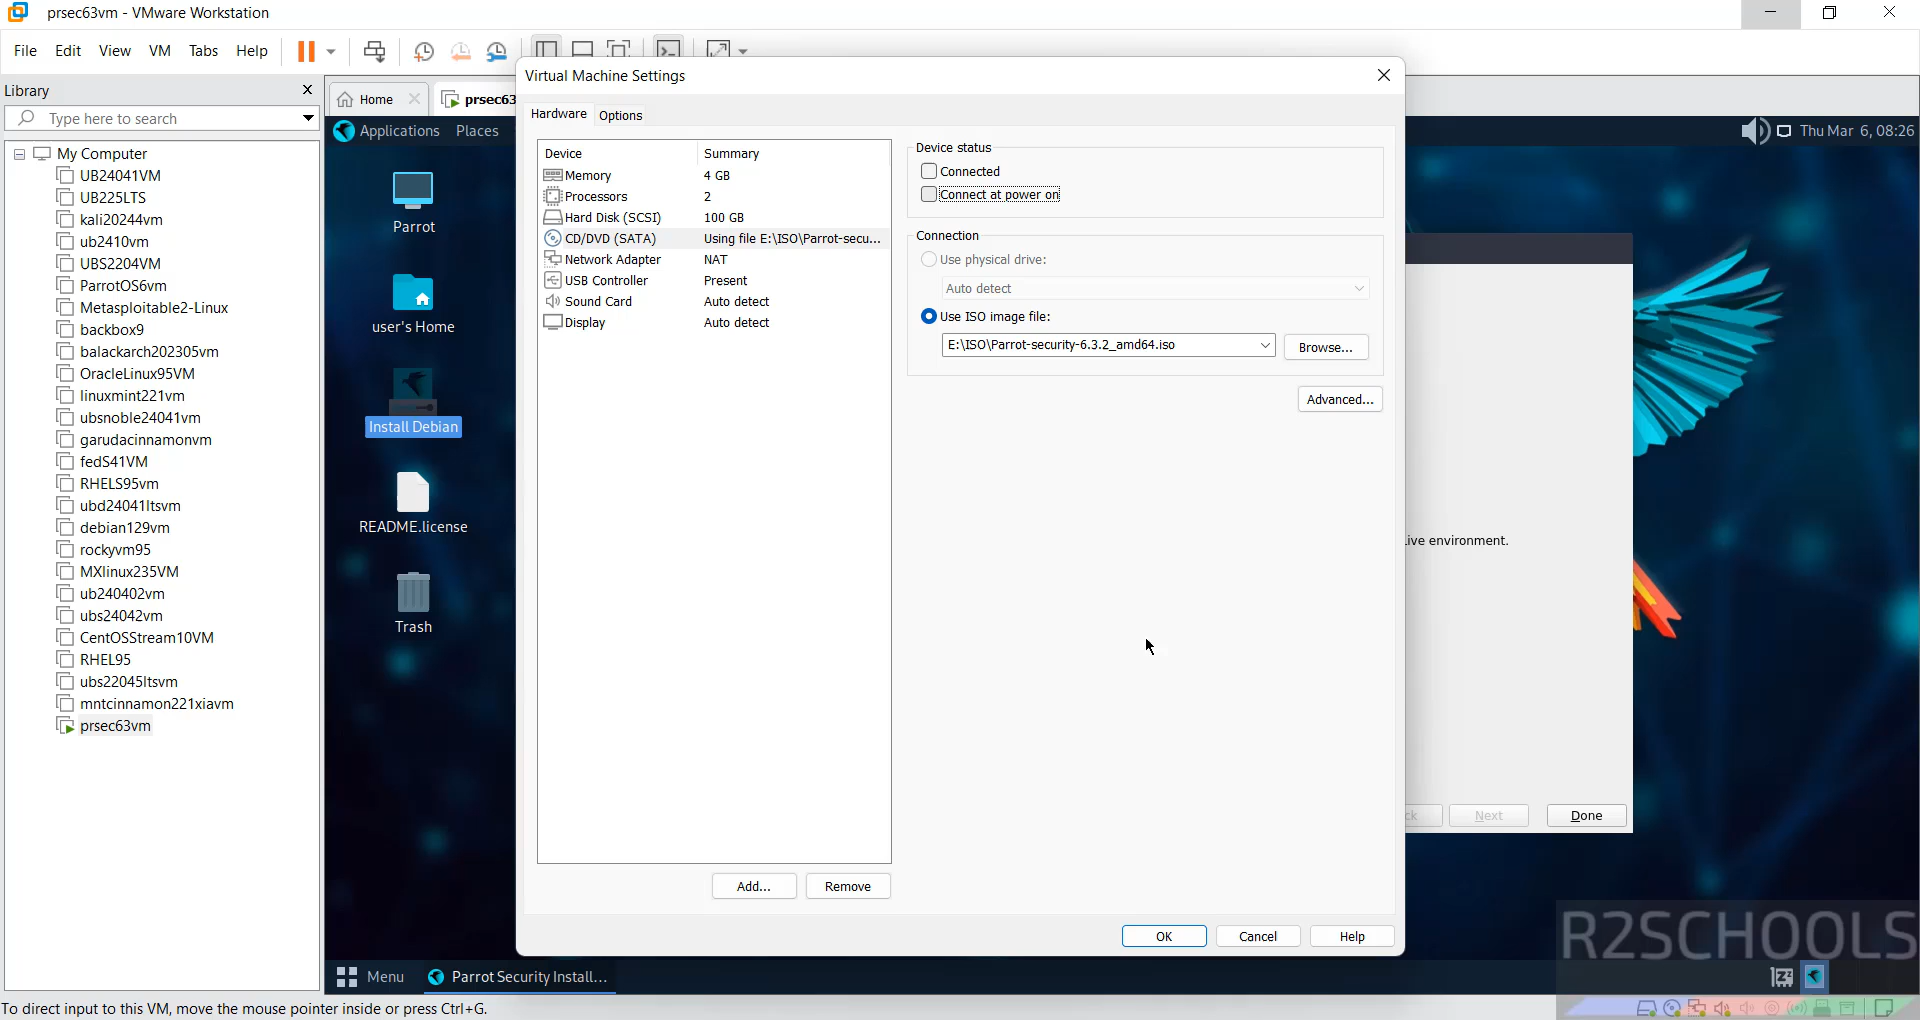 prsec63vm - VMware Workstation
File Edit View VM Tabs Help
Library
Type here to search
My Computer
UB24041VM
UB225LTS
kali20244vm
ub2410vm
UBS2204VM
ParrotOS6vm
Metasploitable2-Linux
backbox9
balackarch202305vm
OracleLinux95VM
linuxmint221vm
ubsnoble24041vm
garudacinnamonvm
fedS41VM
RHELS95vm
ubd24041ltsvm
debian129vm
rockyvm95
MXlinux235VM
ub240402vm
ubs24042vm
CentOSStream10VM
RHEL95
ubs22045ltsvm
mntcinnamon221xiavm
prsec63vm
Home prsec63
Applications Places
Thu Mar 6, 08:26
Parrot
user's Home
Install Debian
README.license
Trash
Virtual Machine Settings
Hardware Options
Device Summary
Memory 4 GB
Processors 2
Hard Disk (SCSI) 100 GB
CD/DVD (SATA) Using file E:\ISO\Parrot-secu...
Network Adapter NAT
USB Controller Present
Sound Card Auto detect
Display Auto detect
Add... Remove
Device status
Connected
Connect at power on
Connection
Use physical drive:
Auto detect
Use ISO image file:
E:\ISO\Parrot-security-6.3.2_amd64.iso Browse...
Advanced...
OK Cancel Help
Live environment.
ck Next Done
R2SCHOOLS
Menu Parrot Security Install...
To direct input to this VM, move the mouse pointer inside or press Ctrl+G.